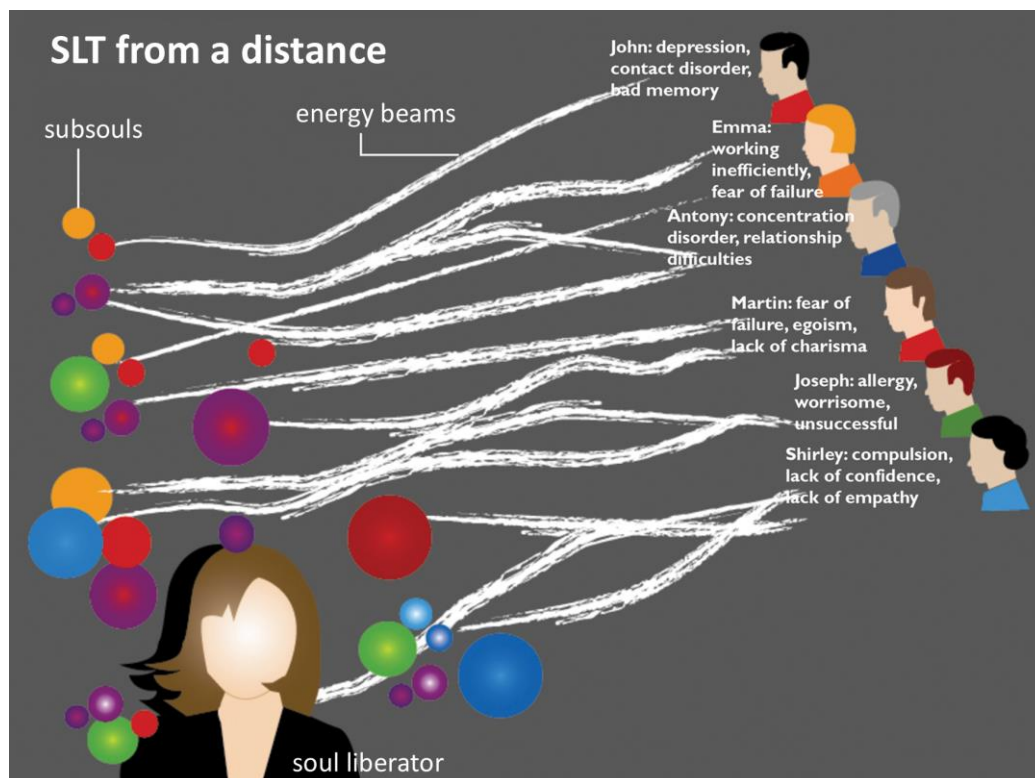 SLT from a distance
subsouls
energy beams
John: depression,
contact disorder,
bad memory
Emma:
working
inefficiently,
fear of failure
Antony: concentration
disorder, relationship
difficulties
Martin: fear of
failure, egoism,
lack of charisma
Joseph: allergy,
worrisome,
unsuccessful
Shirley: compulsion,
lack of confidence,
lack of empathy
soul liberator